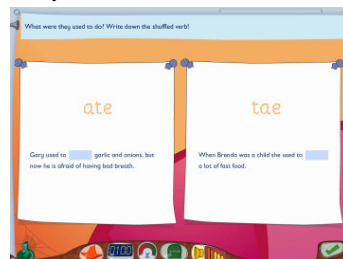 What were they used to do? Write down the shuffled verb!
ate
tae
Gary used to garlic and onions, but
now he is afraid of having bad breath.
When Brenda was a child she used to
a lot of fast food.